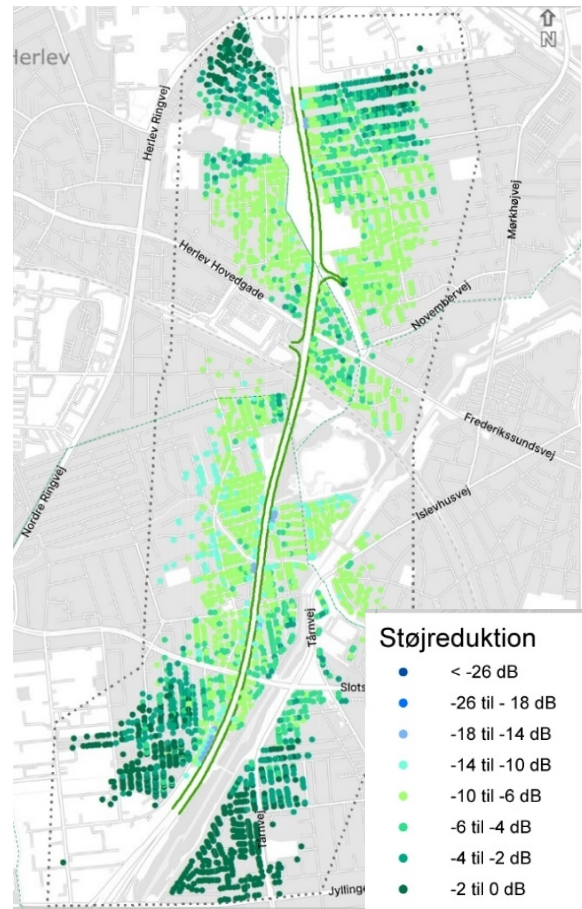 N
Herlev
Herlev Ringvej
Mørkhøjvej
Herlev Hovedgade
Novembervej
Frederikssundsvej
Nordre Ringvej
Islevhusvej
Tårnvej
Slots
Tårnvej
Jyllinge
Støjreduktion
< -26 dB
-26 til - 18 dB
-18 til -14 dB
-14 til -10 dB
-10 til -6 dB
-6 til -4 dB
-4 til -2 dB
-2 til 0 dB